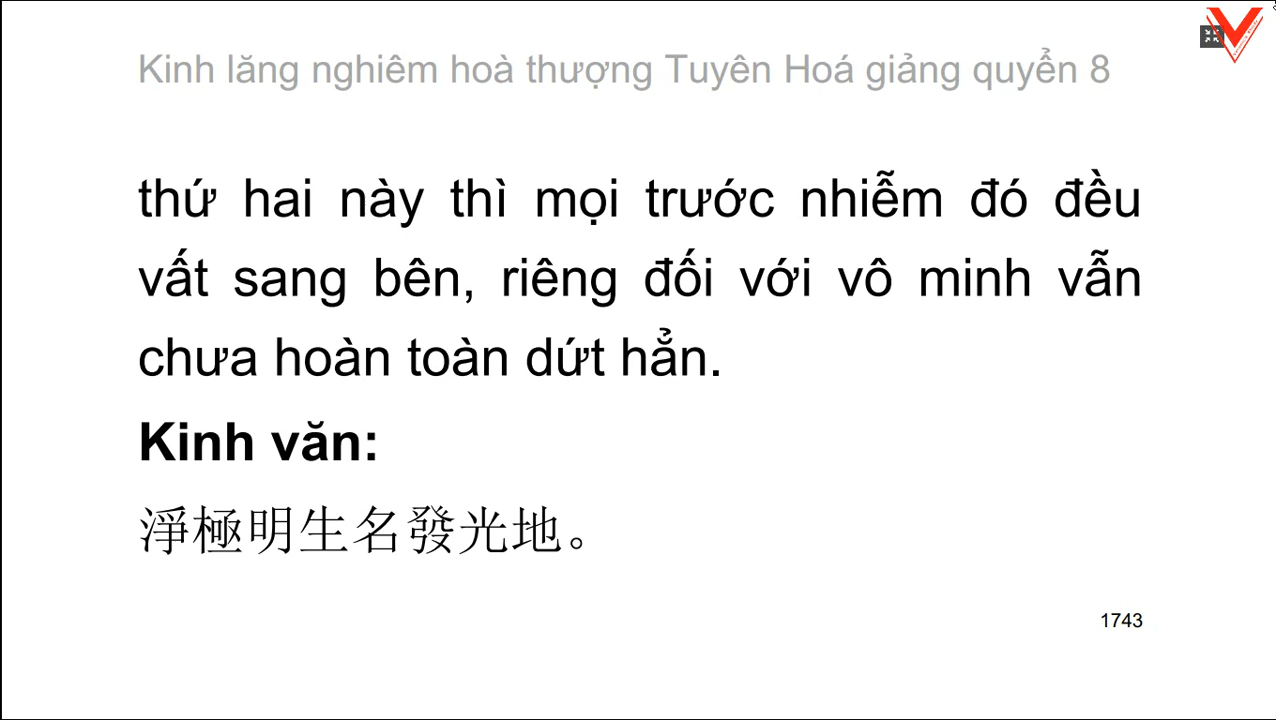 Kinh lăng nghiêm hoà thượng Tuyên Hoá giảng quyển 8
thứ hai này thì mọi trước nhiễm đó đều
vất sang bên, riêng đối với vô minh vẫn
chưa hoàn toàn dứt hẳn.
Kinh văn:
淨極明生名發光地。
1743